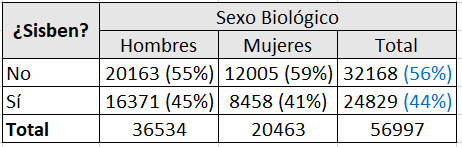 ¿Sisben? Sexo Biológico
Hombres Mujeres Total
No 20163 (55%) 12005 (59%) 32168 (56%)
Sí 16371 (45%) 8458 (41%) 24829 (44%)
Total 36534 20463 56997